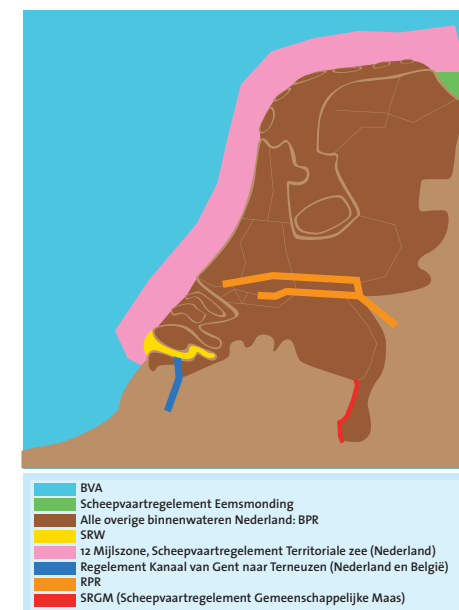 BVA
Scheepvaartregelement Eemsmonding
Alle overige binnenwateren Nederland: BPR
SRW
12 Mijlszone, Scheepvaartregelement Territoriale zee (Nederland)
Regelement Kanaal van Gent naar Terneuzen (Nederland en België)
RPR
SRGM (Scheepvaartregelement Gemeenschappelijke Maas)